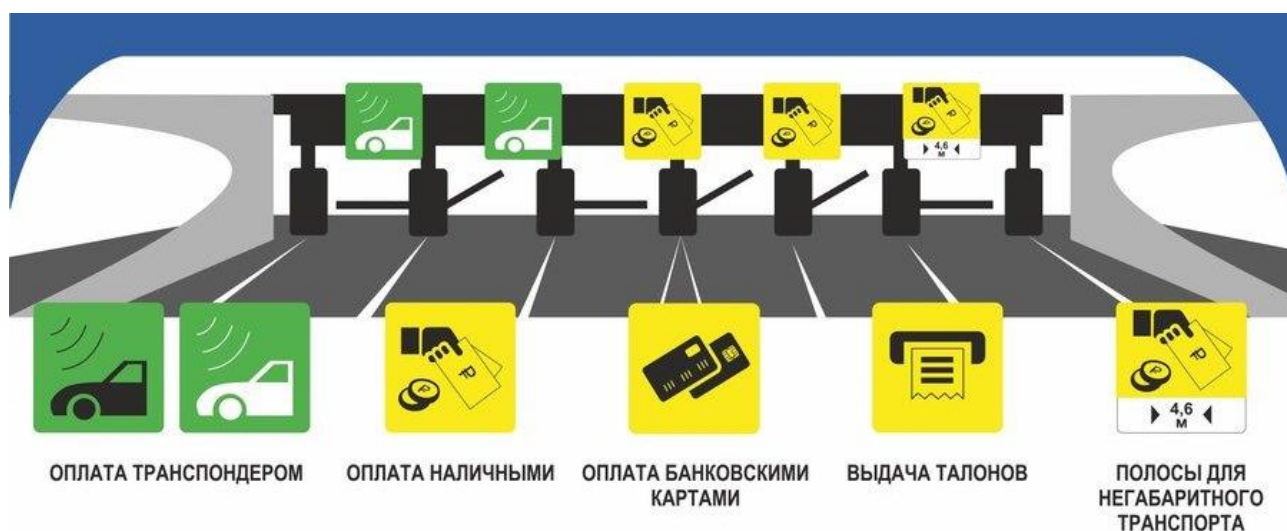 4,6
м
4,6
м
ОПЛАТА ТРАНСПОНДЕРОМ
ОПЛАТА НАЛИЧНЫМИ
ОПЛАТА БАНКОВСКИМИ
КАРТАМИ
ВЫДАЧА ТАЛОНОВ
ПОЛОСЫ ДЛЯ
НЕГАБАРИТНОГО
ТРАНСПОРТА